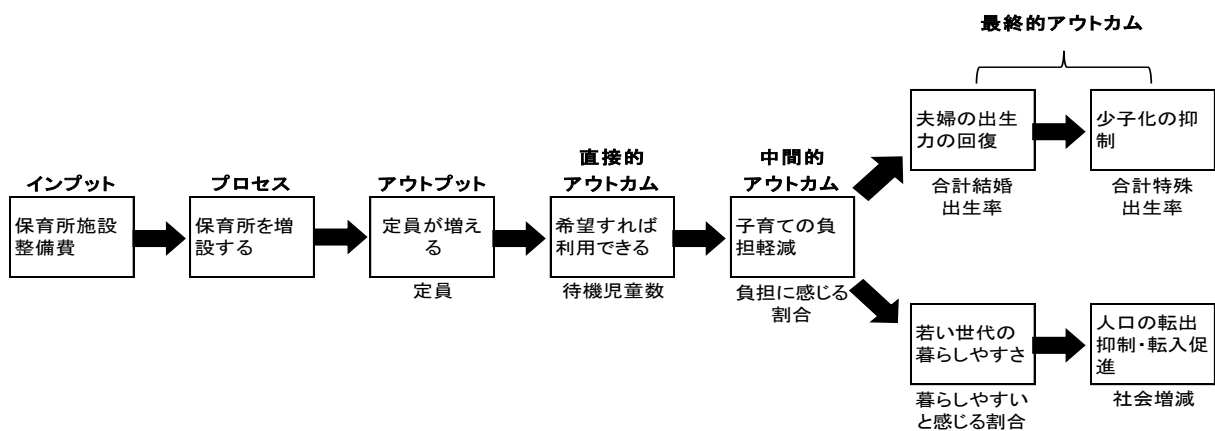 最終的アウトカム
インプット
保育所施設
整備費
プロセス
保育所を増
設する
アウトプット
定員が増え
る
定員
直接的
アウトカム
希望すれば
利用できる
待機児童数
中間的
アウトカム
子育ての負
担軽減
負担に感じる
割合
夫婦の出生
力の回復
合計結婚
出生率
少子化の抑
制
合計特殊
出生率
若い世代の
暮らしやすさ
暮らしやすい
と感じる割合
人口の転出
抑制・転入促
進
社会増減